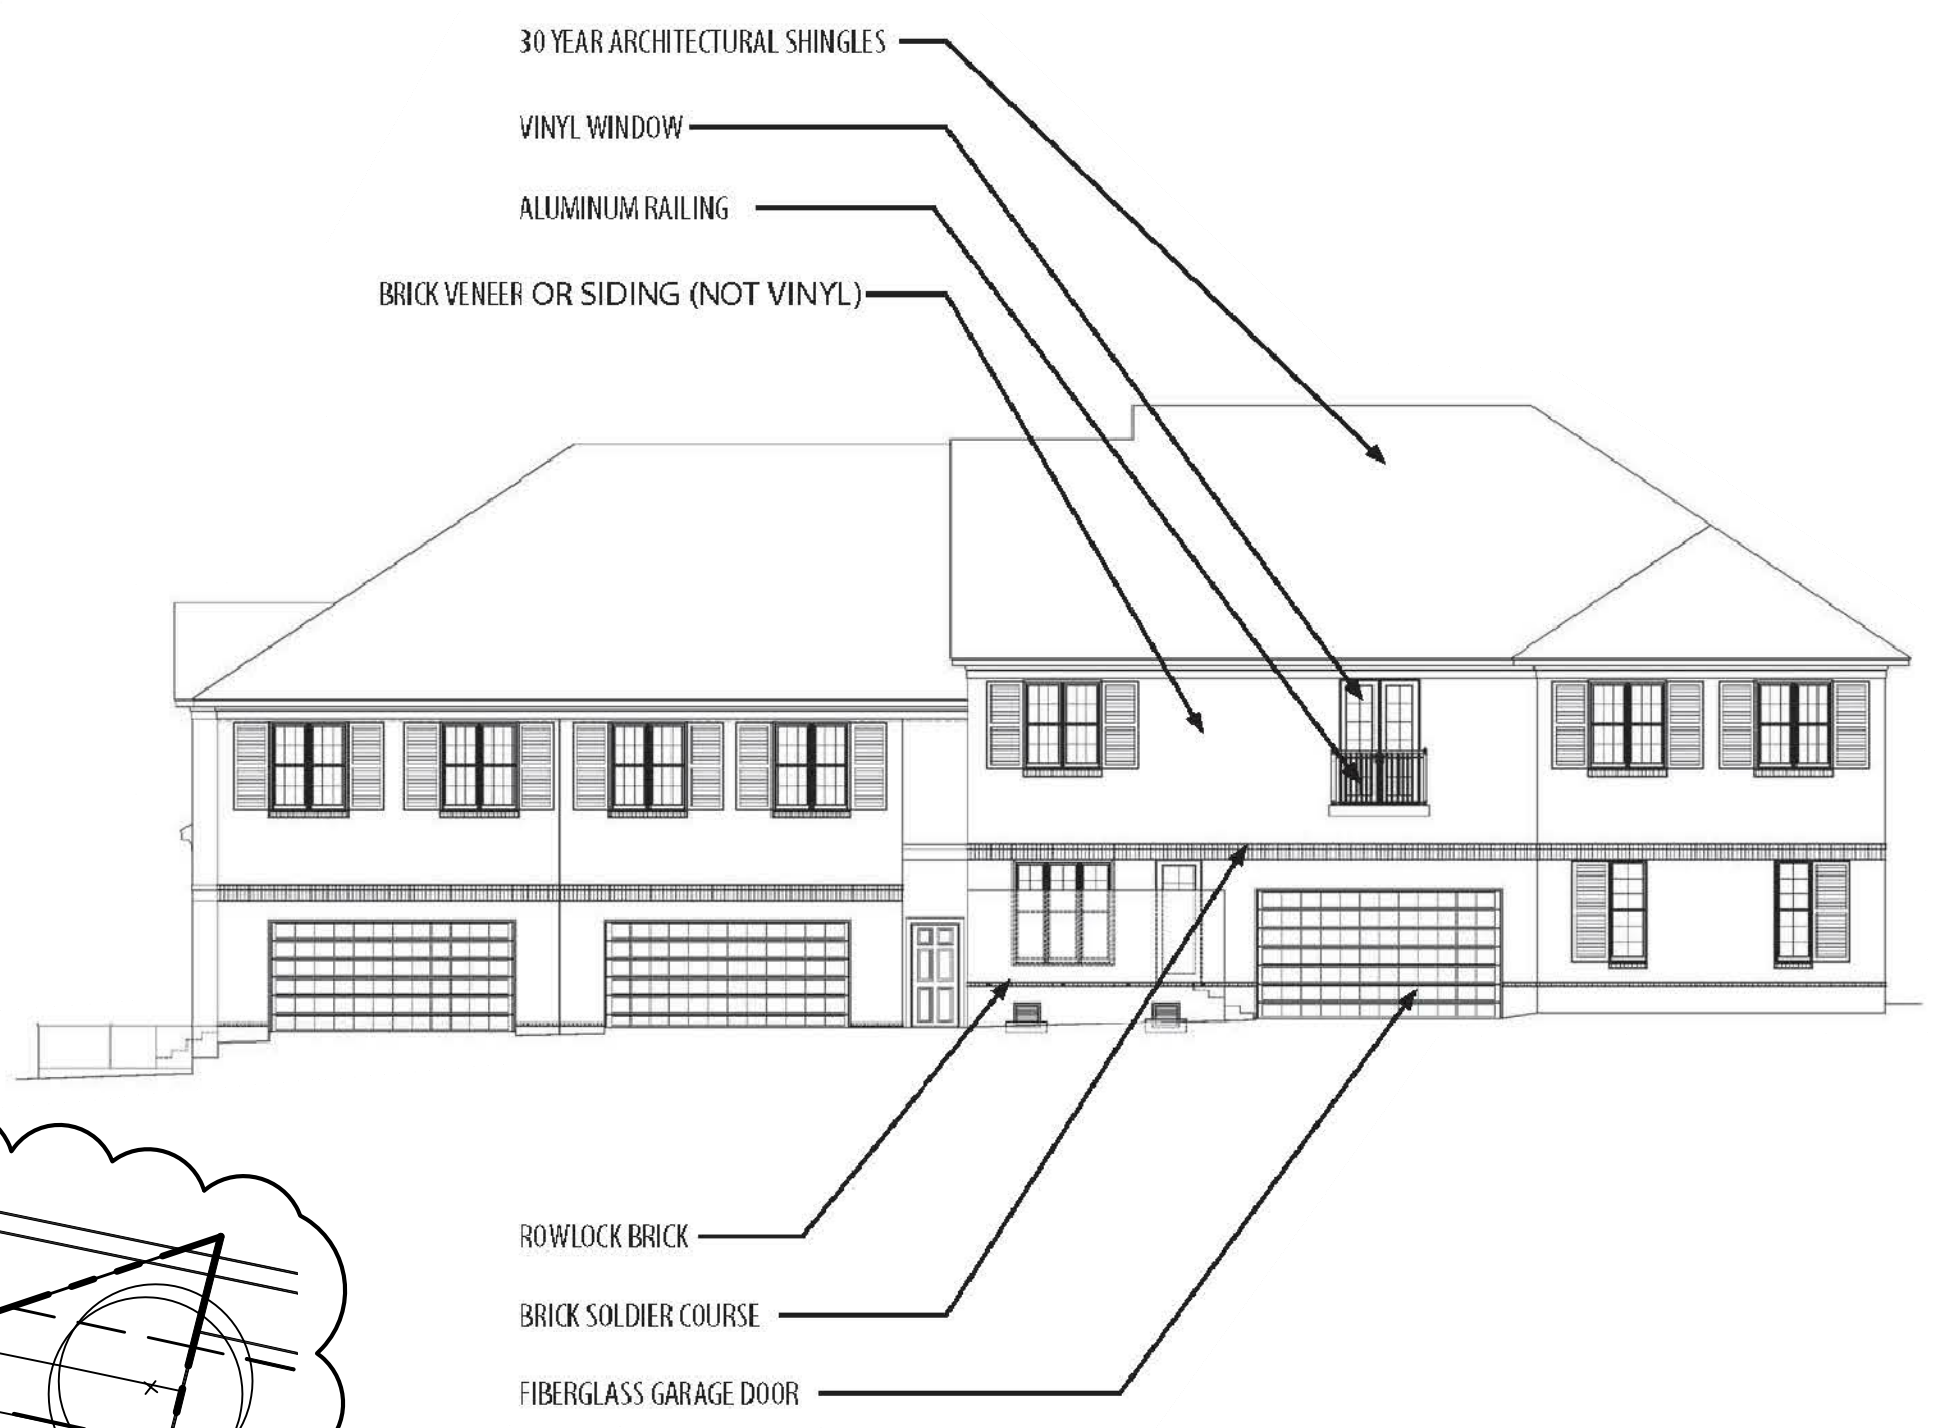 30 YEAR ARCHITECTURAL SHINGLES
VINYL WINDOW
ALUMINUM RAILING
BRICK VENEER OR SIDING (NOT VINYL)
ROWLOCK BRICK
BRICK SOLDIER COURSE
FIBERGLASS GARAGE DOOR